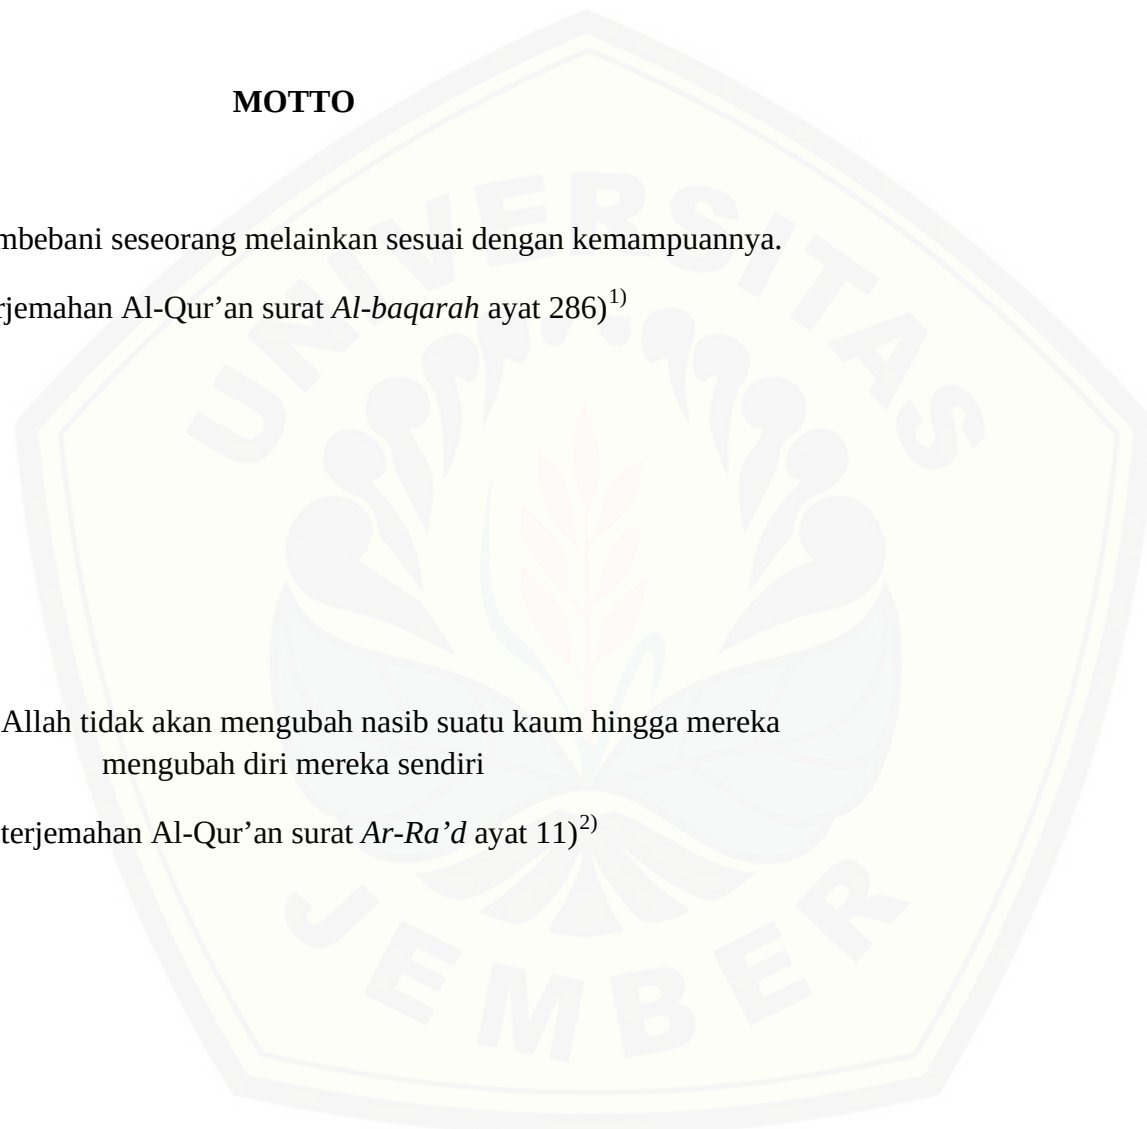 MOTTO
mbebani seseorang melainkan sesuai dengan kemampuannya.
rjemahan Al-Qur’an surat Al-baqarah ayat 286)1)
Allah tidak akan mengubah nasib suatu kaum hingga mereka
mengubah diri mereka sendiri
terjemahan Al-Qur’an surat Ar-Ra’d ayat 11)2)
UNIVERSITAS
JEMBER